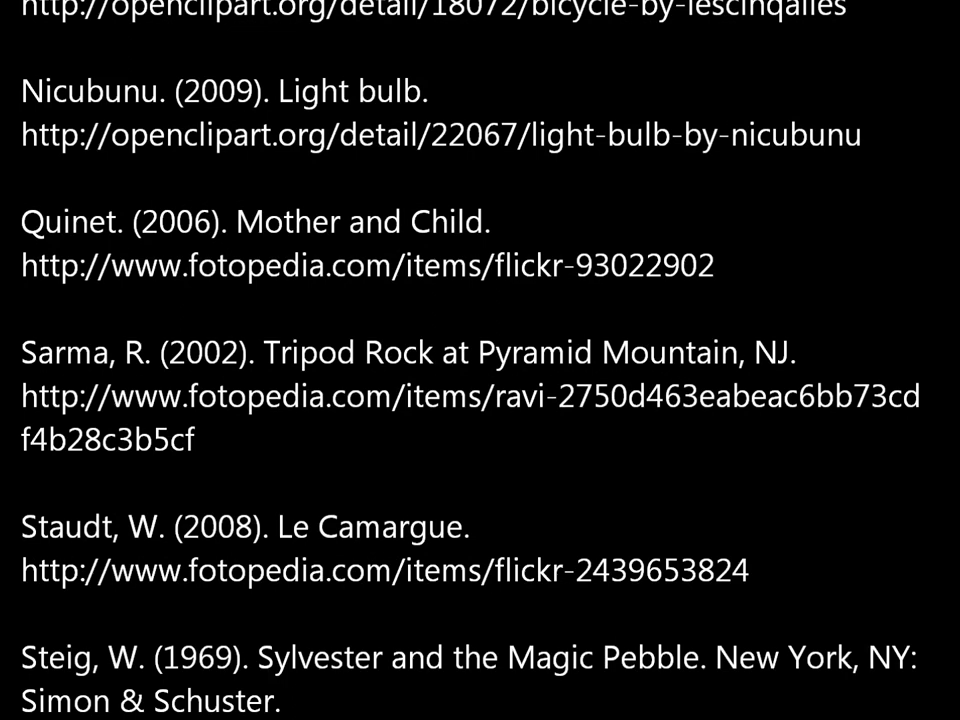 http://openclipart.org/detail/18072/bicycle-by-lescinqailes
Nicubunu. (2009). Light bulb.
http://openclipart.org/detail/22067/light-bulb-by-nicubunu
Quinet. (2006). Mother and Child.
http://www.fotopedia.com/items/flickr-93022902
Sarma, R. (2002). Tripod Rock at Pyramid Mountain, NJ.
http://www.fotopedia.com/items/ravi-2750d463eabeac6bb73cd
f4b28c3b5cf
Staudt, W. (2008). Le Camargue.
http://www.fotopedia.com/items/flickr-2439653824
Steig, W. (1969). Sylvester and the Magic Pebble. New York, NY:
Simon & Schuster.